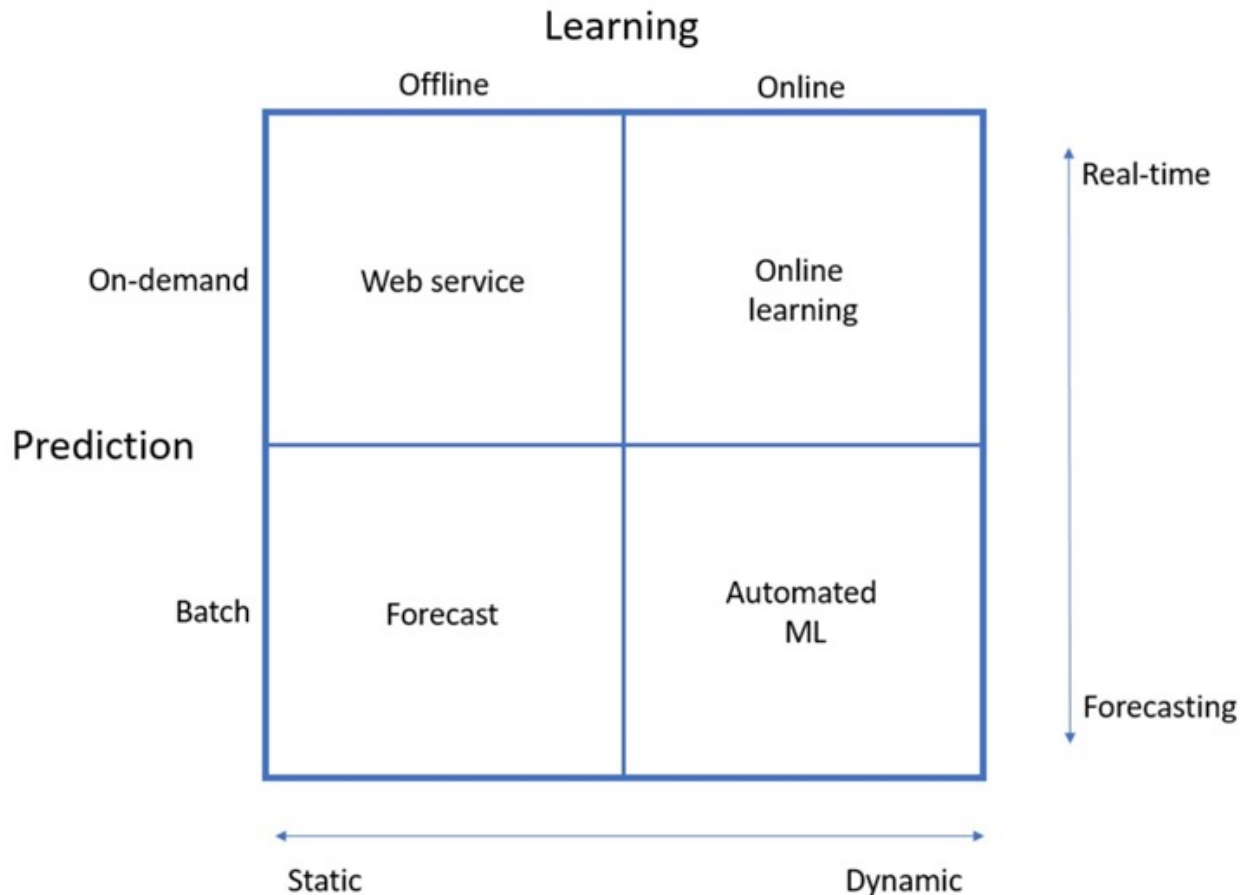 Learning
Offline
Online
Real-time
On-demand
Web service
Online
learning
Prediction
Batch
Forecast
Automated
ML
Forecasting
Static
Dynamic